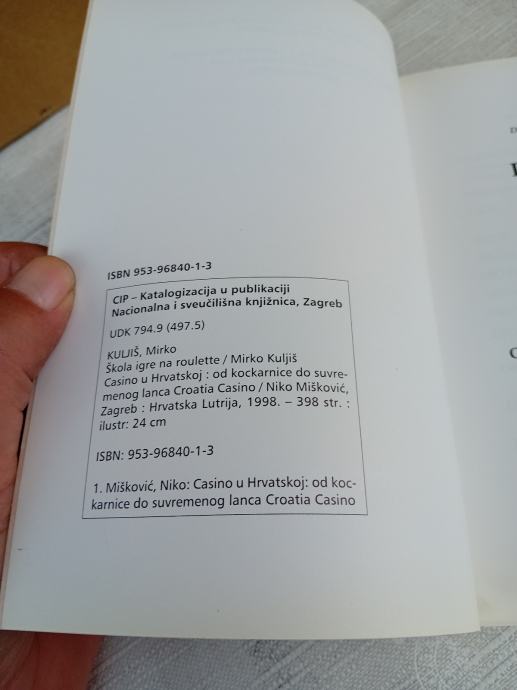 ISBN 953-96840-1-3
CIP – Katalogizacija u publikaciji
Nacionalna i sveučilišna knjižnica, Zagreb
UDK 794.9 (497.5)
KULJIŠ, Mirko
Škola igre na roulette / Mirko Kuljiš
Casino u Hrvatskoj : od kockarnice do suvre-
menog lanca Croatia Casino / Niko Mišković,
Zagreb : Hrvatska Lutrija, 1998. – 398 str. :
ilustr: 24 cm
ISBN: 953-96840-1-3
1. Mišković, Niko: Casino u Hrvatskoj: od koc-
karnice do suvremenog lanca Croatia Casino